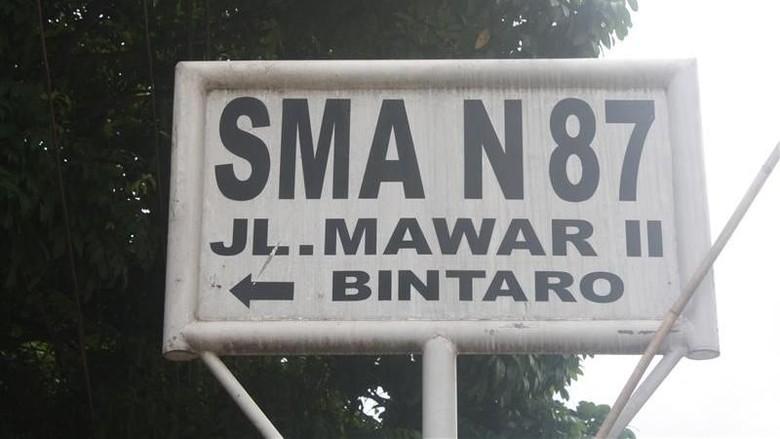 SMA N 87
JL. MAWAR II
← BINTARO